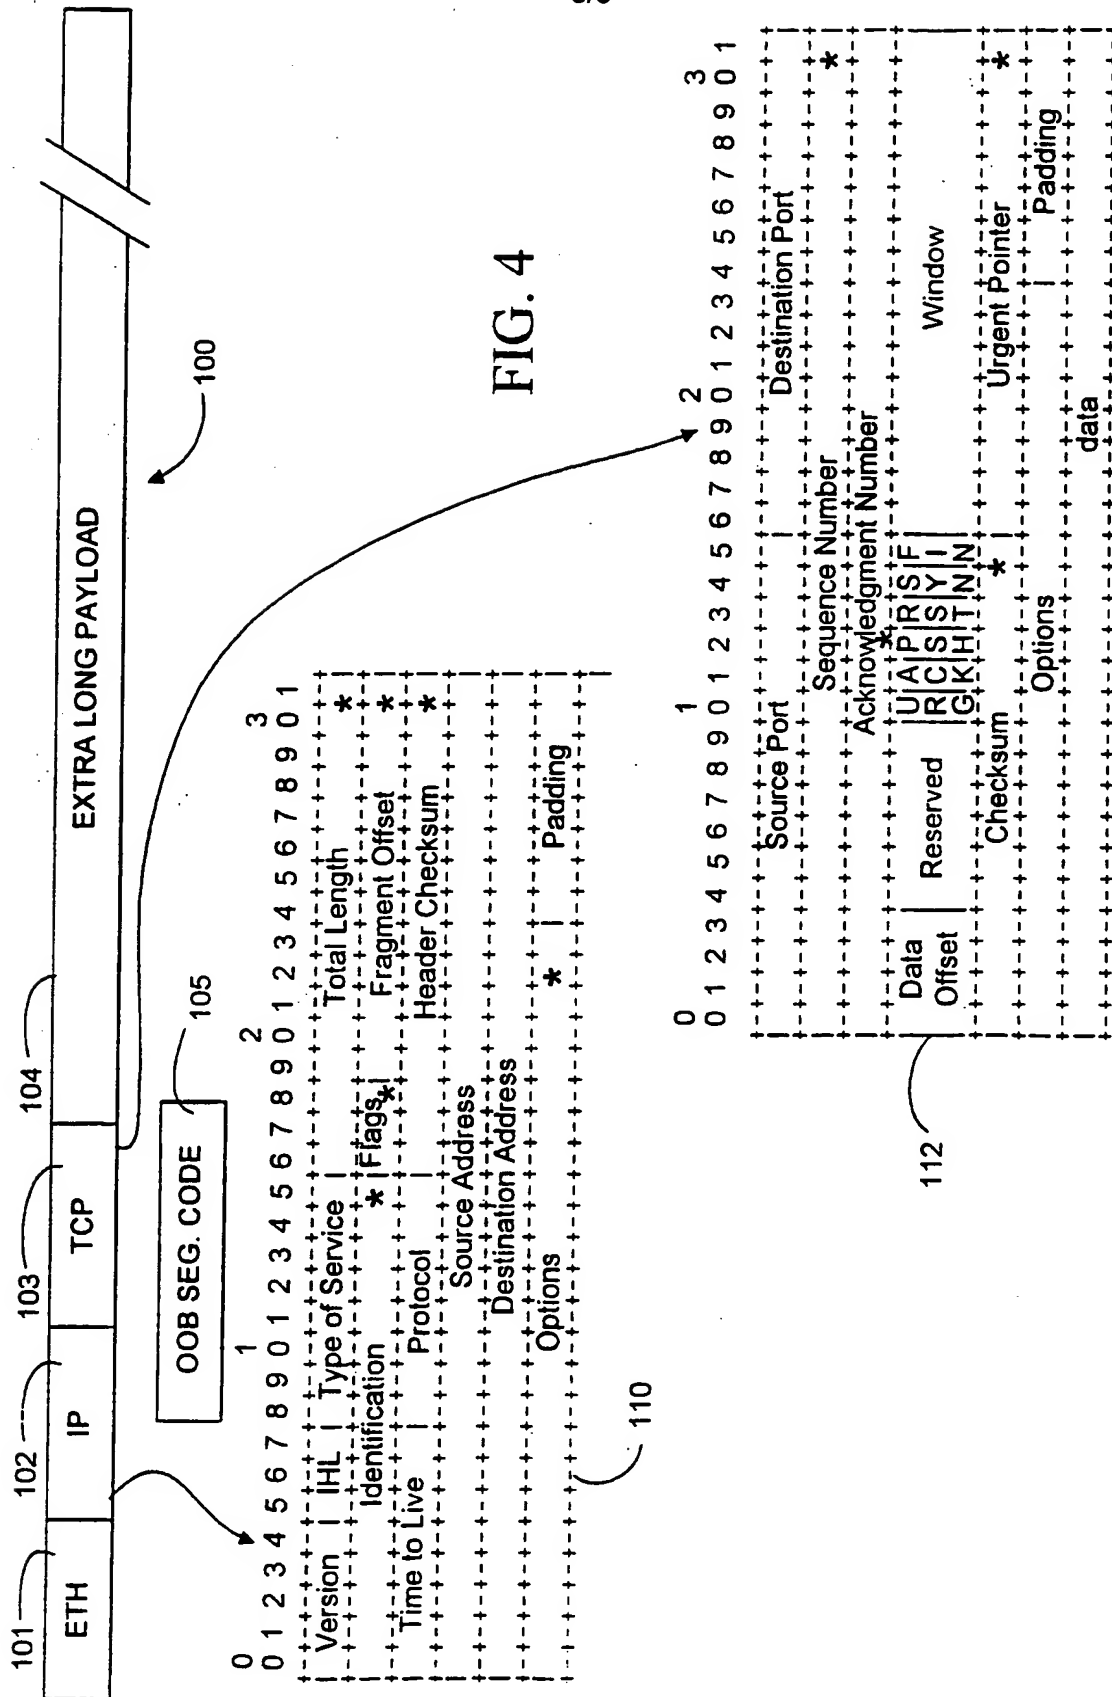 101
102
103
104
ETH
IP
TCP
EXTRA LONG PAYLOAD
100
OOB SEG. CODE
105
FIG. 4
0 1 2 3
0 1 2 3 4 5 6 7 8 9 0 1 2 3 4 5 6 7 8 9 0 1 2 3 4 5 6 7 8 9 0 1
|Version | IHL | Type of Service | Total Length * |
| Identification * |Flags*| Fragment Offset * |
| Time to Live | Protocol | Header Checksum * |
| Source Address |
| Destination Address |
| Options * | Padding |
110
0 1 2 3
0 1 2 3 4 5 6 7 8 9 0 1 2 3 4 5 6 7 8 9 0 1 2 3 4 5 6 7 8 9 0 1
| Source Port | Destination Port |
| Sequence Number * |
| Acknowledgment Number * |
| Data | |U|A|P|R|S|F| |
| Offset | Reserved |R|C|S|S|Y|I| Window |
| | |G|K|H|T|N|N| |
| Checksum * | Urgent Pointer * |
| Options | Padding |
| data |
112